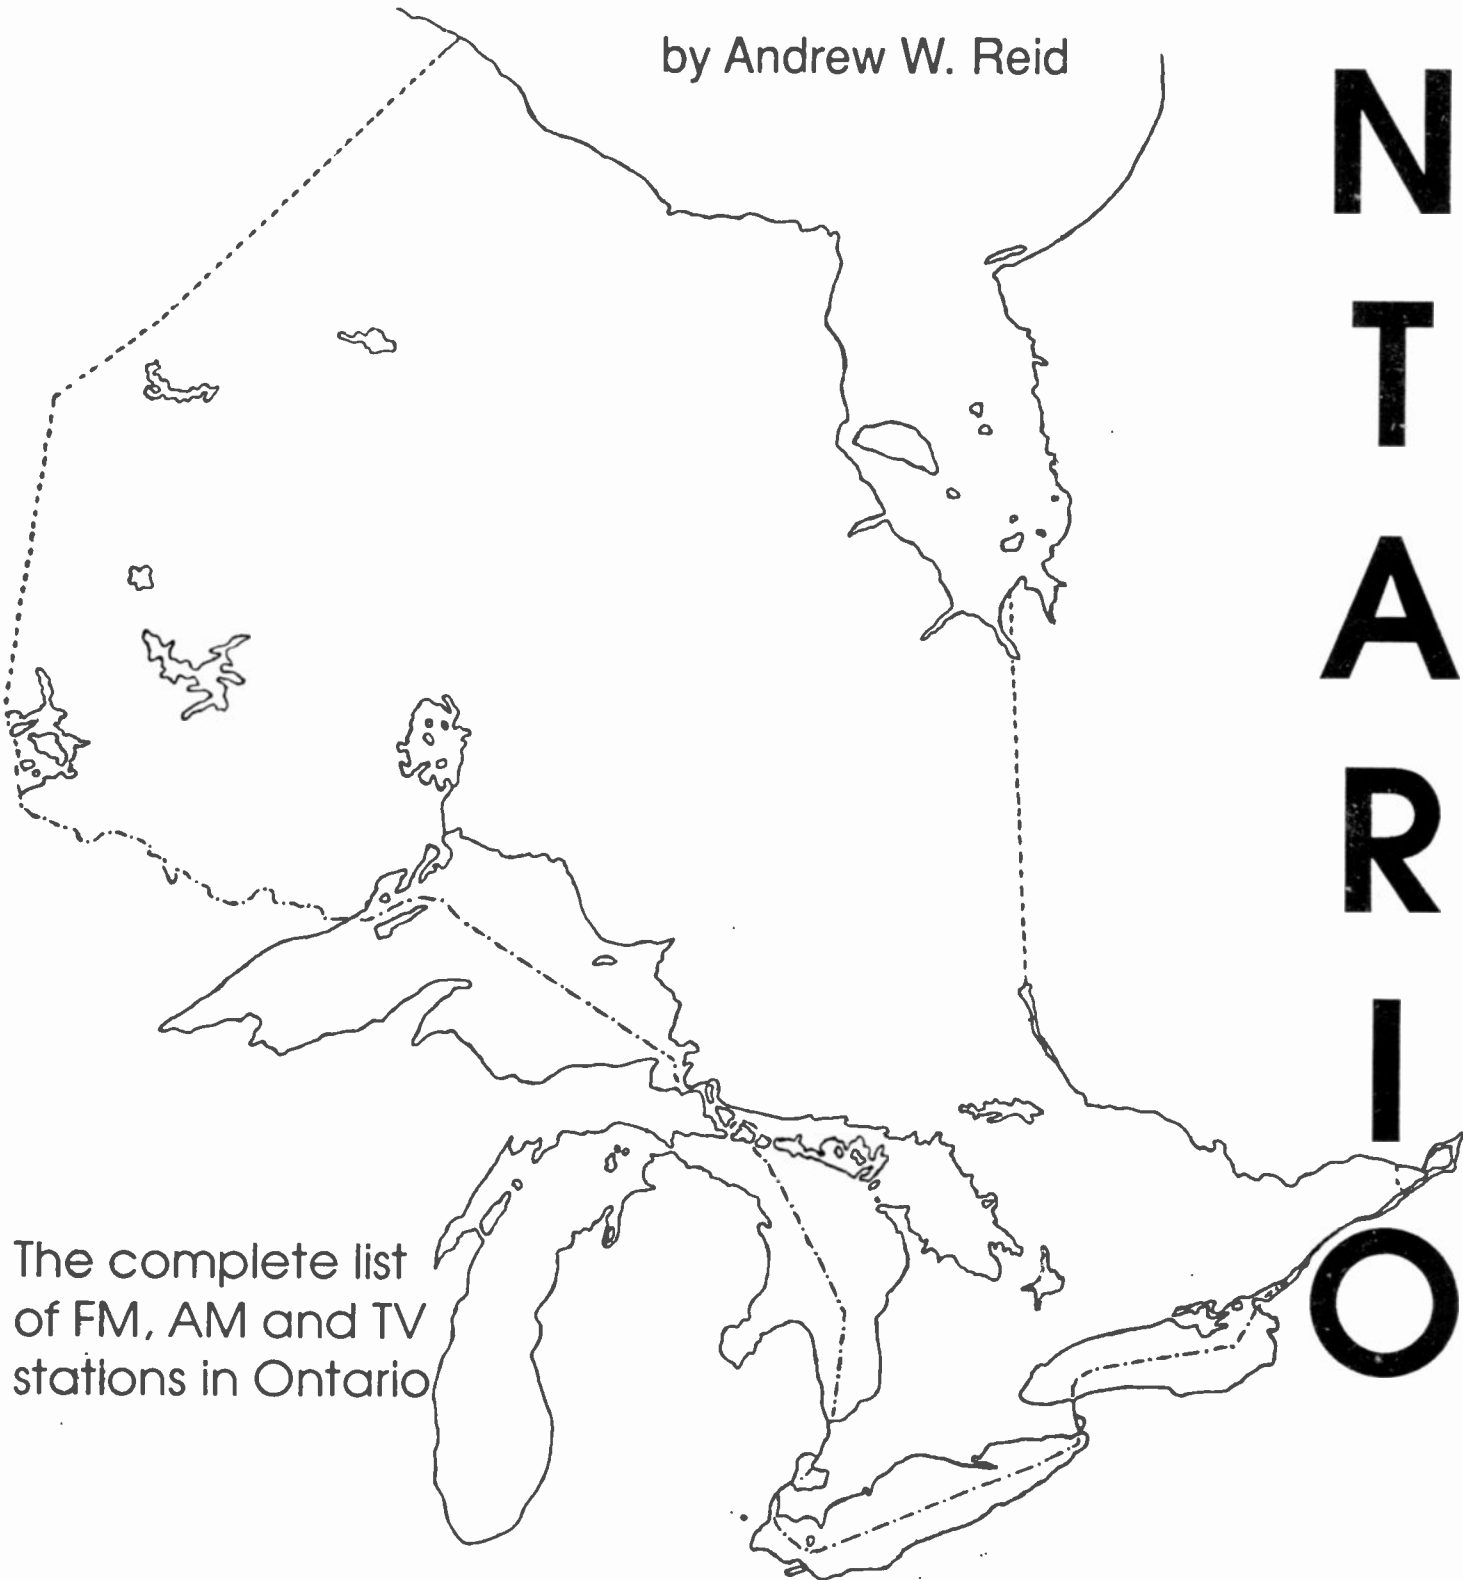 by Andrew W. Reid
N
T
A
R
I
O
The complete list
of FM, AM and TV
stations in Ontario